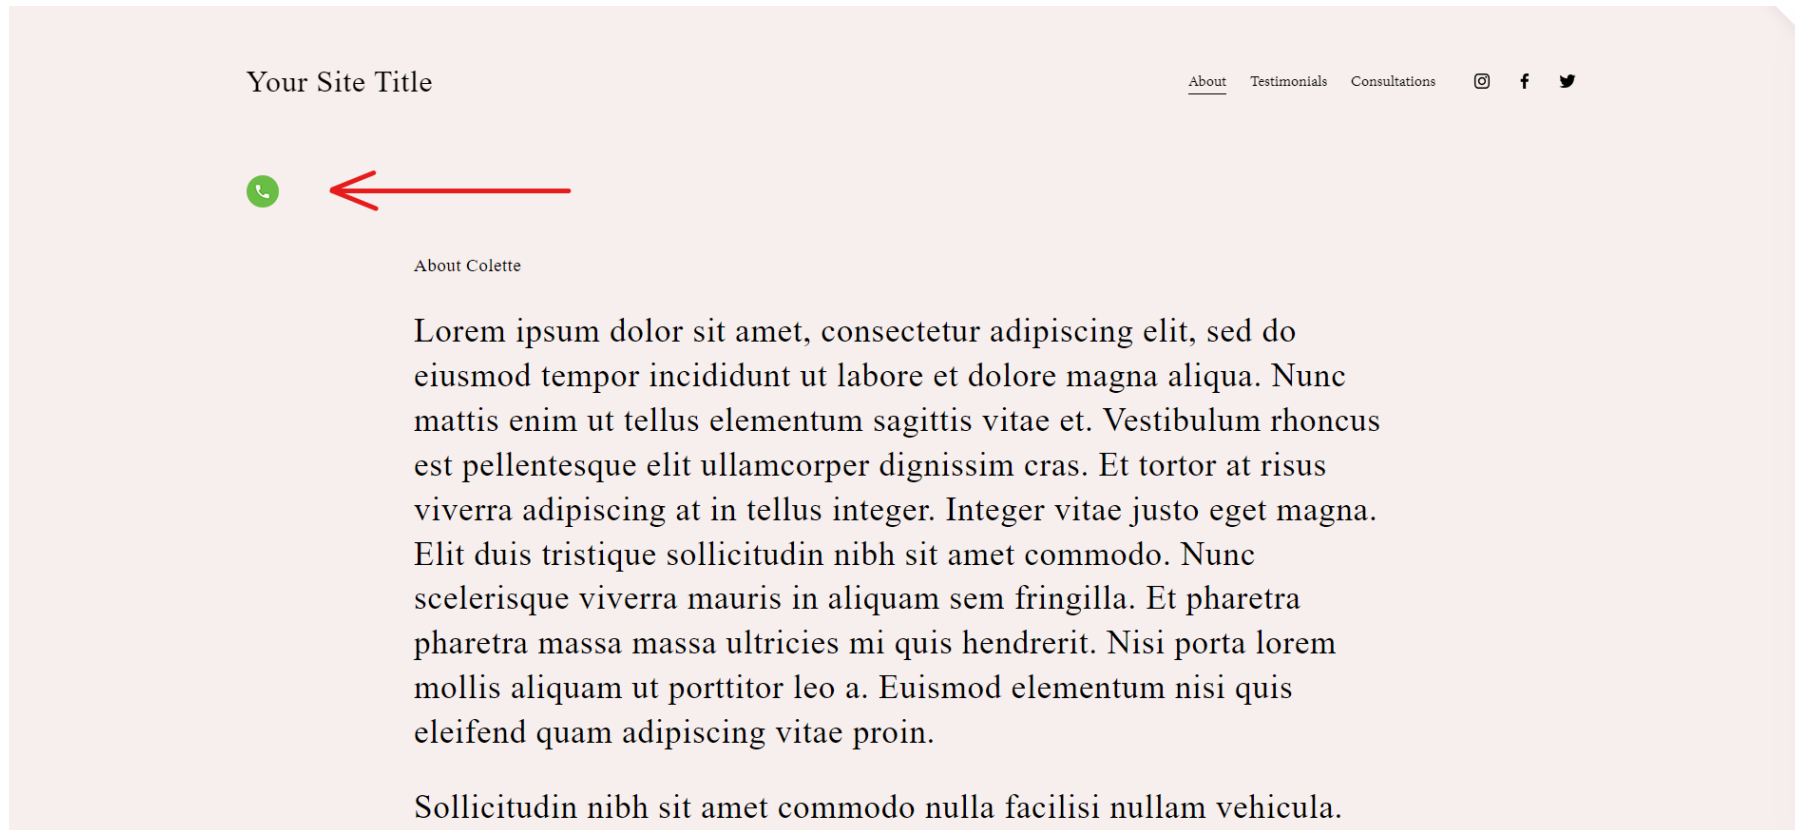 Your Site Title
About Testimonials Consultations
About Colette
Lorem ipsum dolor sit amet, consectetur adipiscing elit, sed do
eiusmod tempor incididunt ut labore et dolore magna aliqua. Nunc
mattis enim ut tellus elementum sagittis vitae et. Vestibulum rhoncus
est pellentesque elit ullamcorper dignissim cras. Et tortor at risus
viverra adipiscing at in tellus integer. Integer vitae justo eget magna.
Elit duis tristique sollicitudin nibh sit amet commodo. Nunc
scelerisque viverra mauris in aliquam sem fringilla. Et pharetra
pharetra massa massa ultricies mi quis hendrerit. Nisi porta lorem
mollis aliquam ut porttitor leo a. Euismod elementum nisi quis
eleifend quam adipiscing vitae proin.
Sollicitudin nibh sit amet commodo nulla facilisi nullam vehicula.